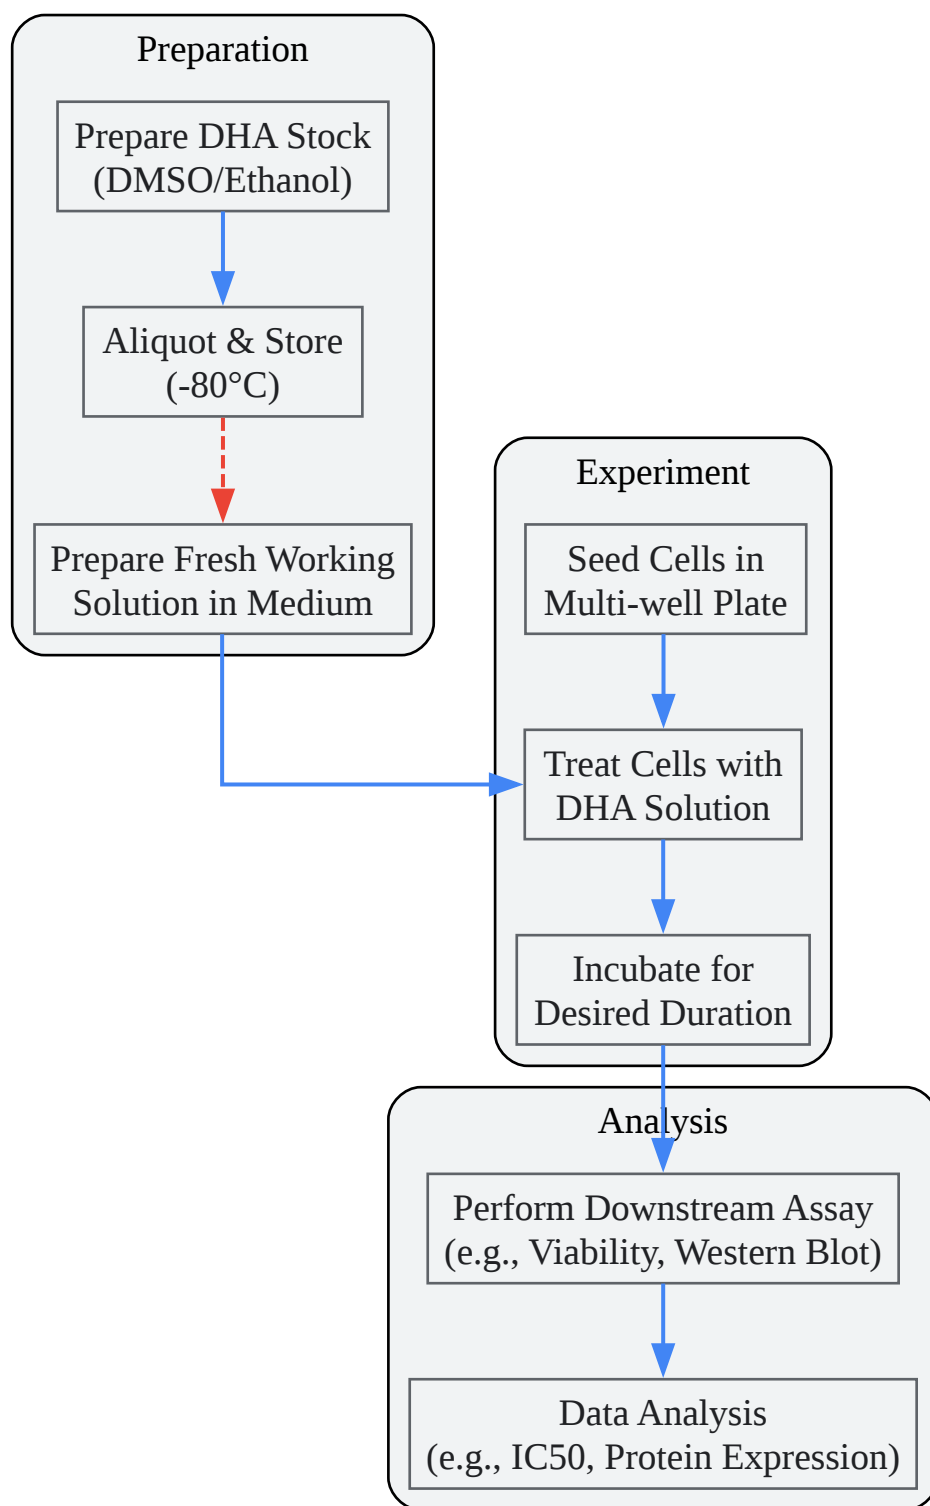 Preparation
Prepare DHA Stock
(DMSO/Ethanol)
Aliquot & Store
(-80°C)
Prepare Fresh Working
Solution in Medium
Experiment
Seed Cells in
Multi-well Plate
Treat Cells with
DHA Solution
Incubate for
Desired Duration
Analysis
Perform Downstream Assay
(e.g., Viability, Western Blot)
Data Analysis
(e.g., IC50, Protein Expression)